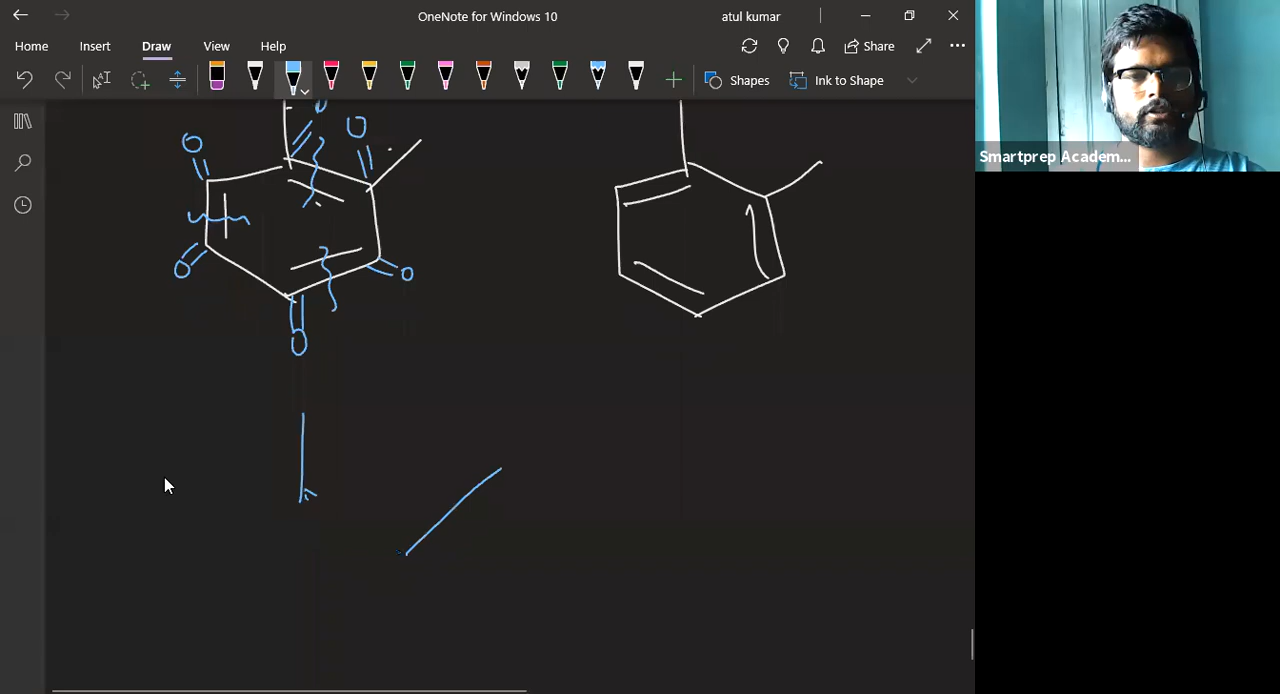 OneNote for Windows 10
atul kumar
Home Insert Draw View Help
Share
Shapes
Ink to Shape
Smartprep Academ...
O
O
O
O
O
O